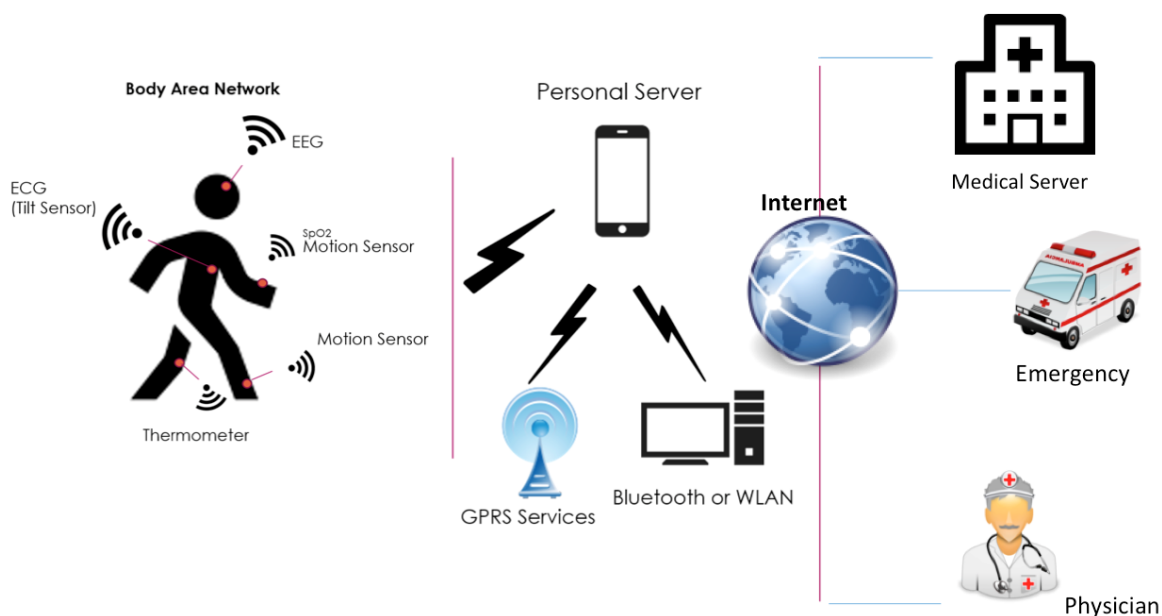 Body Area Network
EEG
ECG
(Tilt Sensor)
SpO2
Motion Sensor
Motion Sensor
Thermometer
Personal Server
GPRS Services
Bluetooth or WLAN
Internet
Medical Server
AMBULANCE
Emergency
Physician